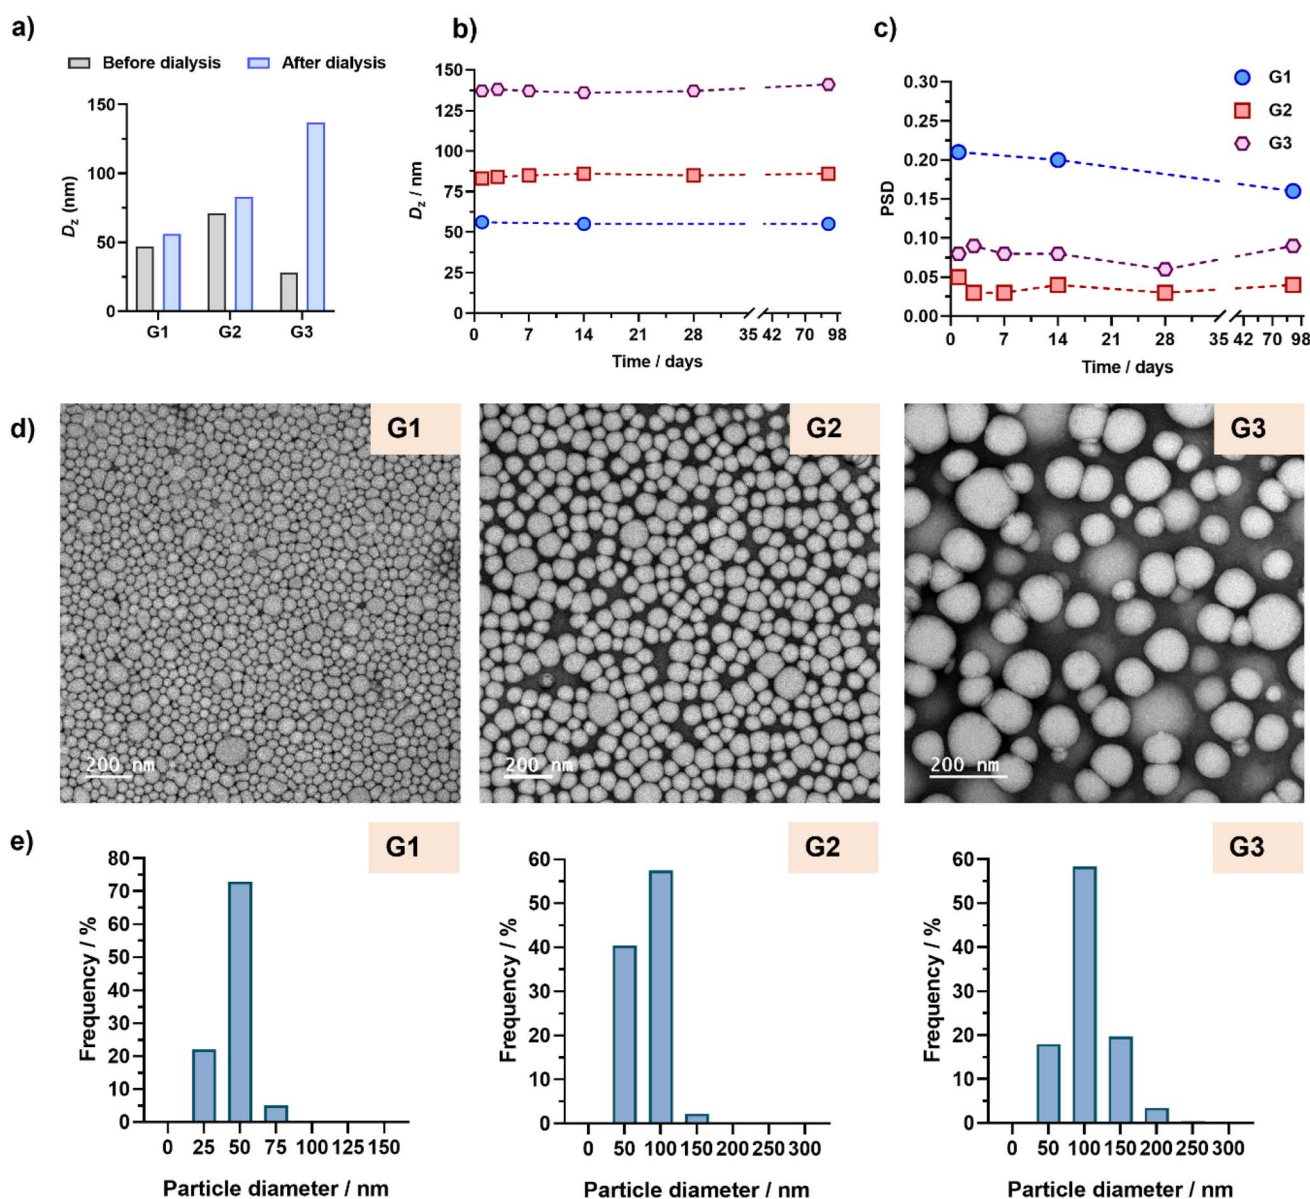 a)
Before dialysis After dialysis
150
100
50
0
Dz (nm)
G1 G2 G3
b)
150
125
100
75
50
25
0
Dz / nm
0 7 14 21 28 35 42 70 98
Time / days
c)
G1
G2
G3
0.30
0.25
0.20
0.15
0.10
0.05
0.00
PSD
0 7 14 21 28 35 42 70 98
Time / days
d)
G1
200 nm
G2
200 nm
G3
200 nm
e)
G1
80
70
60
50
40
30
20
10
0
Frequency / %
0 25 50 75 100 125 150
Particle diameter / nm
G2
60
50
40
30
20
10
0
Frequency / %
0 50 100 150 200 250 300
Particle diameter / nm
G3
60
50
40
30
20
10
0
Frequency / %
0 50 100 150 200 250 300
Particle diameter / nm